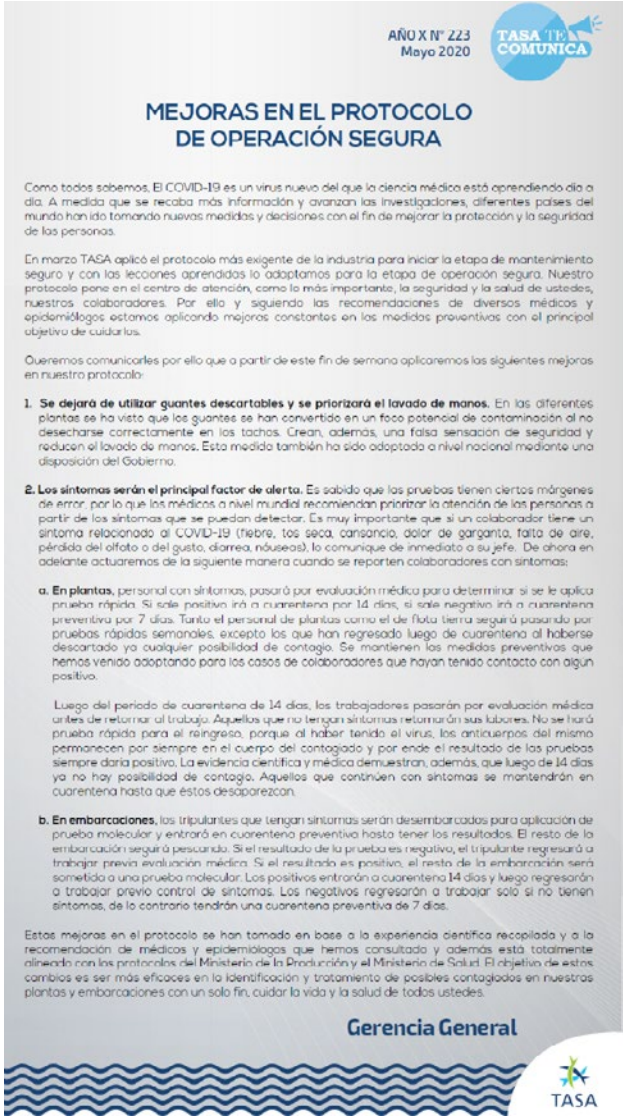 AÑO X N° 223
Mayo 2020
TASA TE
COMUNICA
MEJORAS EN EL PROTOCOLO
DE OPERACIÓN SEGURA
Como todos sabemos, El COVID-19 es un virus nuevo del que la ciencia médica está aprendiendo día a
día. A medida que se recaba más información y avanzan las investigaciones, diferentes países del
mundo han ido tomando nuevas medidas y decisiones con el fin de mejorar la protección y la seguridad
de las personas.
En marzo TASA aplicó el protocolo más exigente de la industria para iniciar la etapa de mantenimiento
seguro y con las lecciones aprendidas lo adaptamos para la etapa de operación segura. Nuestro
protocolo pone en el centro de atención, como lo más importante, la seguridad y la salud de ustedes,
nuestros colaboradores. Por ello y siguiendo las recomendaciones de diversos médicos y
epidemiólogos estamos aplicando mejoras constantes en las medidas preventivas con el principal
objetivo de cuidarlos.
Queremos comunicarles por ello que a partir de este fin de semana aplicaremos las siguientes mejoras
en nuestro protocolo:
1. Se dejará de utilizar guantes descartables y se priorizará el lavado de manos. En las diferentes
plantas se ha visto que los guantes se han convertido en un foco potencial de contaminación al no
desecharse correctamente en los tachos. Crean, además, una falsa sensación de seguridad y
reducen el lavado de manos. Esta medida también ha sido adoptada a nivel nacional mediante una
disposición del Gobierno.
2. Los síntomas serán el principal factor de alerta. Es sabido que las pruebas tienen ciertos márgenes
de error, por lo que los médicos a nivel mundial recomiendan priorizar la atención de las personas a
partir de los síntomas que se puedan detectar. Es muy importante que si un colaborador tiene un
síntoma relacionado al COVID-19 (fiebre, tos seca, cansancio, dolor de garganta, falta de aire,
pérdida del olfato o del gusto, diarrea, náuseas), lo comunique de inmediato a su jefe. De ahora en
adelante actuaremos de la siguiente manera cuando se reporten colaboradores con síntomas:
a. En plantas, personal con síntomas, pasará por evaluación médica para determinar si se le aplica
prueba rápida. Si sale positivo irá a cuarentena por 14 días, si sale negativo irá a cuarentena
preventiva por 7 días. Tanto el personal de plantas como el de flota tierra seguirá pasando por
pruebas rápidas semanales, excepto los que han regresado luego de cuarentena al haberse
descartado ya cualquier posibilidad de contagio. Se mantienen las medidas preventivas que
hemos venido adoptando para los casos de colaboradores que hayan tenido contacto con algún
positivo.
Luego del periodo de cuarentena de 14 días, los trabajadores pasarán por evaluación médica
antes de retornar al trabajo. Aquellos que no tengan síntomas retomarán sus labores. No se hará
prueba rápida para el reingreso, porque al haber tenido el virus, los anticuerpos del mismo
permanecen por siempre en el cuerpo del contagiado y por ende el resultado de las pruebas
siempre daría positivo. La evidencia científica y médica demuestran, además, que luego de 14 días
ya no hay posibilidad de contagio. Aquellos que continúen con síntomas se mantendrán en
cuarentena hasta que éstos desaparezcan.
b. En embarcaciones, los tripulantes que tengan síntomas serán desembarcados para aplicación de
prueba molecular y entrará en cuarentena preventiva hasta tener los resultados. El resto de la
embarcación seguirá pescando. Si el resultado de la prueba es negativo, el tripulante regresará a
trabajar previa evaluación médica. Si el resultado es positivo, el resto de la embarcación será
sometida a una prueba molecular. Los positivos entrarán a cuarentena 14 días y luego regresarán
a trabajar previo control de síntomas. Los negativos regresarán a trabajar solo si no tienen
síntomas, de lo contrario tendrán una cuarentena preventiva de 7 días.
Estas mejoras en el protocolo se han tomado en base a la experiencia científica recopilada y a la
recomendación de médicos y epidemiólogos que hemos consultado y además está totalmente
alineado con los protocolos del Ministerio de la Producción y el Ministerio de Salud. El objetivo de estos
cambios es ser más eficaces en la identificación y tratamiento de posibles contagiados en nuestras
plantas y embarcaciones con un solo fin, cuidar la vida y la salud de todos ustedes.
Gerencia General
TASA